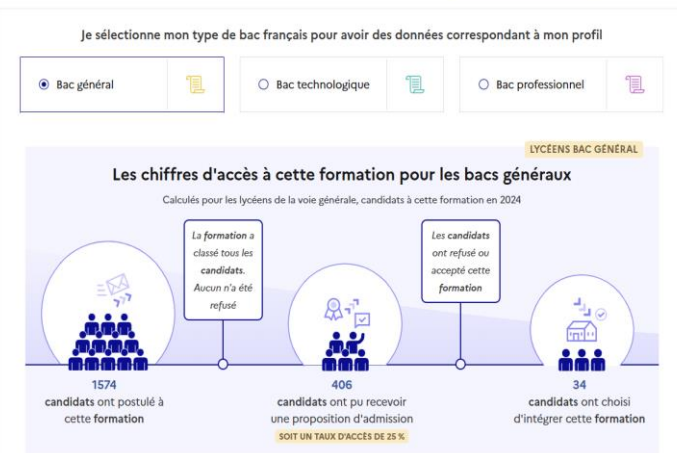 Je sélectionne mon type de bac français pour avoir des données correspondant à mon profil
Bac général
Bac technologique
Bac professionnel
LYCÉENS BAC GÉNÉRAL
Les chiffres d'accès à cette formation pour les bacs généraux
Calculés pour les lycéens de la voie générale, candidats à cette formation en 2024
La formation a
classé tous les
candidats.
Aucun n'a été
refusé
Les candidats
ont refusé ou
accepté cette
formation
1574
candidats ont postulé à
cette formation
406
candidats ont pu recevoir
une proposition d'admission
SOIT UN TAUX D'ACCÈS DE 25 %
34
candidats ont choisi
d'intégrer cette formation